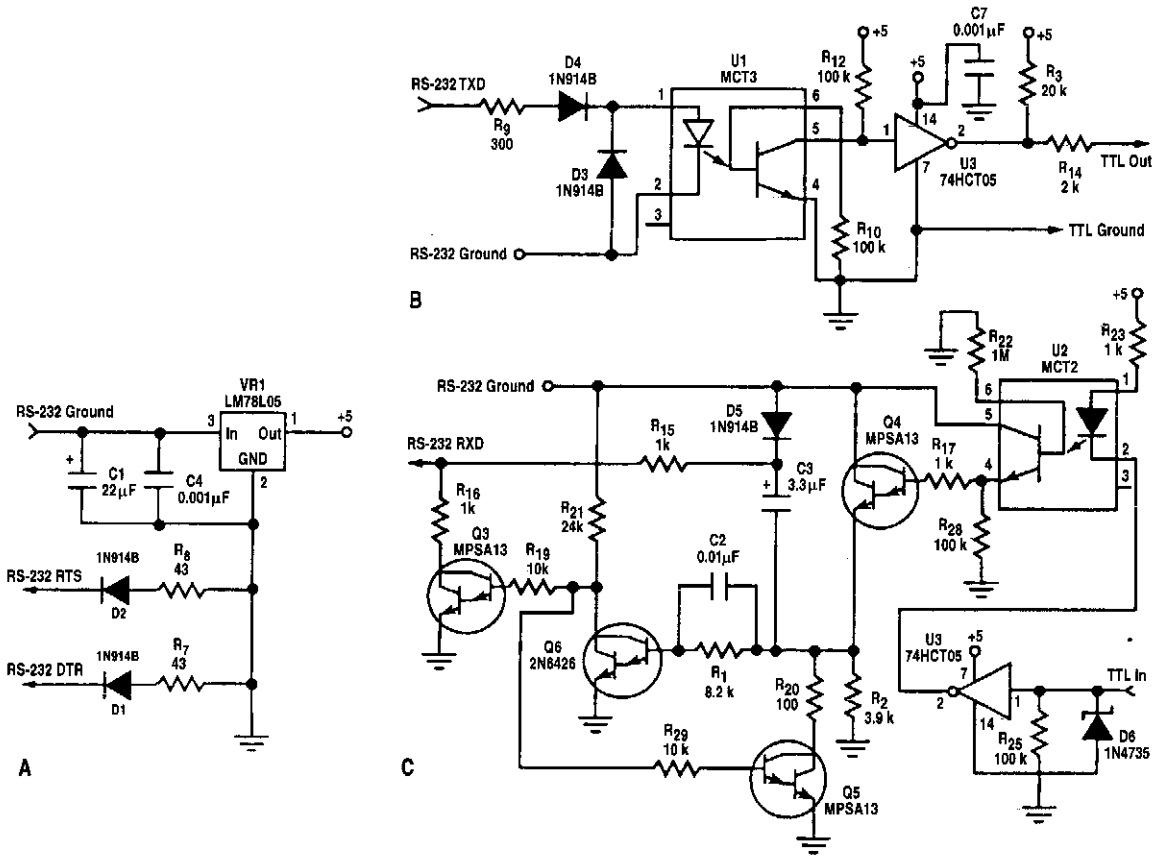 RS-232 TXD
R9
300
D4
1N914B
D3
1N914B
RS-232 Ground
U1
MCT3
1
2
3
6
5
4
R12
100 k
+5
R10
100 k
+5
C7
0.001µF
14
1
2
7
U3
74HCT05
+5
R3
20 k
R14
2 k
TTL Out
TTL Ground
B
RS-232 Ground
VR1
LM78L05
3
In
Out
1
+5
GND
2
+
C1
22µF
C4
0.001µF
1N914B
R8
43
RS-232 RTS
D2
1N914B
R7
43
RS-232 DTR
D1
A
RS-232 Ground
RS-232 RXD
R15
1k
D5
1N914B
+
C3
3.3µF
R16
1k
Q3
MPSA13
R19
10k
R21
24k
C2
0.01µF
Q6
2N6426
R1
8.2 k
R20
100
R2
3.9 k
R29
10 k
Q5
MPSA13
Q4
MPSA13
R17
1 k
R28
100 k
R22
1M
6
5
4
U2
MCT2
+5
R23
1 k
1
2
3
U3
74HCT05
+5
7
2
14
1
TTL In
R25
100 k
D6
1N4735
C